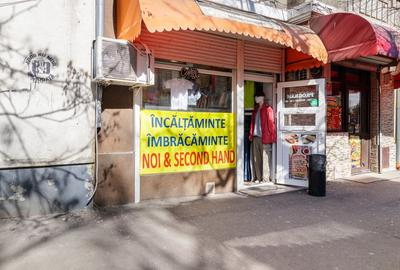 ÎNCĂLȚĂMINTE
ÎMBRĂCĂMINTE
NOI & SECOND HAND